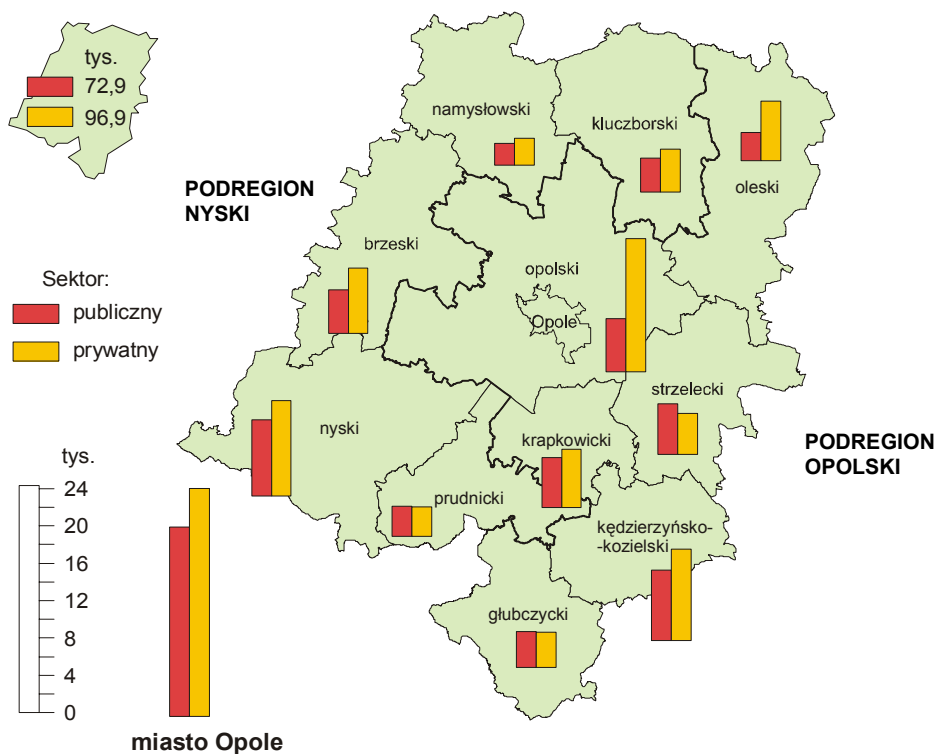 tys.
72,9
96,9
namysłowski
kluczborski
oleski
PODREGION
NYSKI
brzeski
opolski
Opole
Sektor:
publiczny
prywatny
strzelecki
nyski
krapkowicki
PODREGION
OPOLSKI
prudnicki
kędzierzyńsko-
-kozielski
głubczycki
tys.
24
20
16
12
8
4
0
miasto Opole